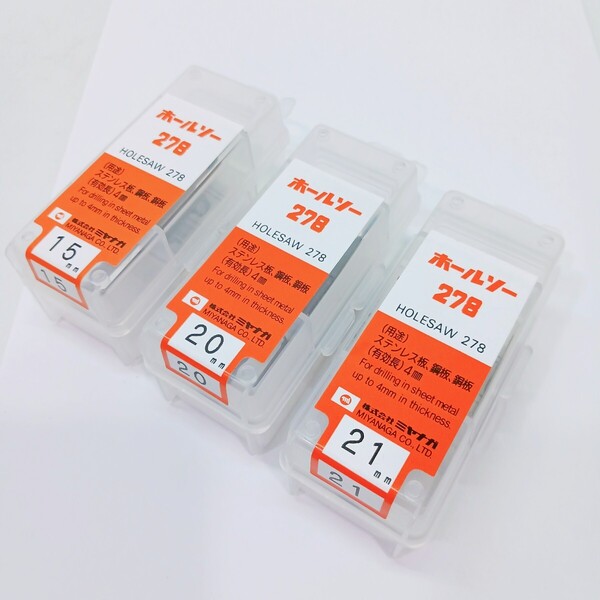 ホールソー
278
HOLESAW 278
(用途)
ステンレス板、鋼板、銅板
(有効長)4㎜
For drilling in sheet metal
up to 4mm in thickness.
株式会社ミヤナガ
MIYANAGA CO., LTD.
15mm
15
ホールソー
278
HOLESAW 278
(用途)
ステンレス板、鋼板、銅板
(有効長)4㎜
For drilling in sheet metal
up to 4mm in thickness.
株式会社ミヤナガ
MIYANAGA CO., LTD.
20mm
20
ホールソー
278
HOLESAW 278
(用途)
ステンレス板、鋼板、銅板
(有効長)4㎜
For drilling in sheet metal
up to 4mm in thickness.
株式会社ミヤナガ
MIYANAGA CO., LTD.
21mm
21